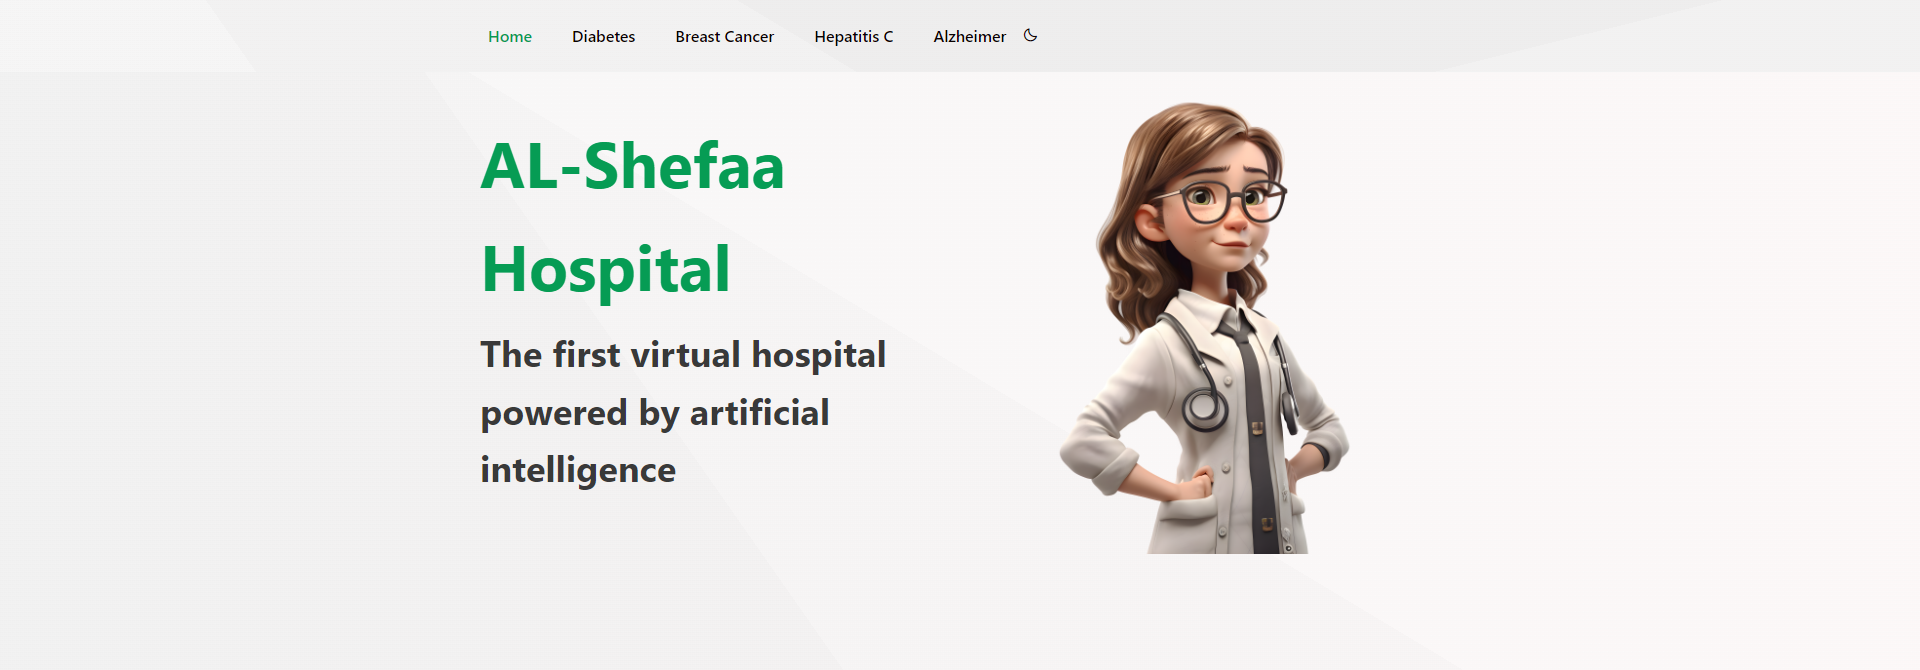 Home Diabetes Breast Cancer Hepatitis C Alzheimer
AL-Shefaa
Hospital
The first virtual hospital
powered by artificial
intelligence